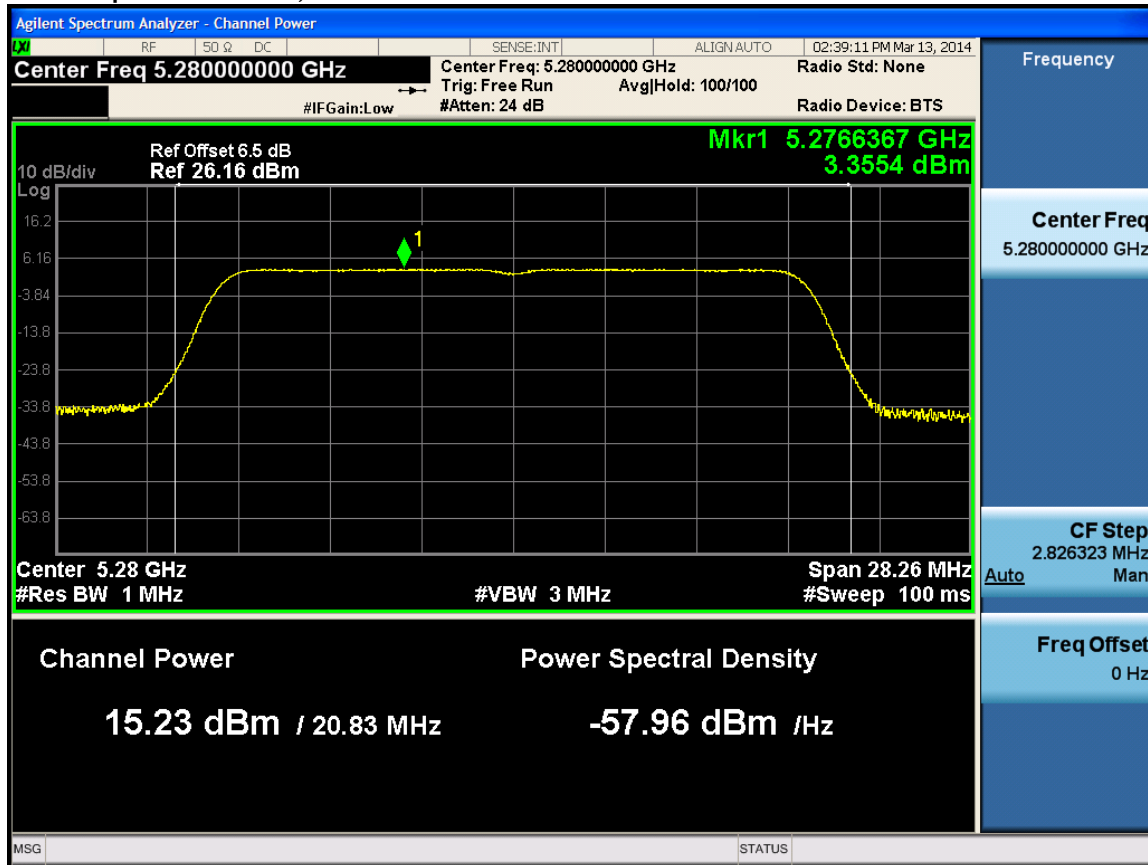 Agilent Spectrum Analyzer - Channel Power
LXI RF 50 Ω DC SENSE:INT ALIGN AUTO 02:39:11 PM Mar 13, 2014
Center Freq 5.280000000 GHz
Center Freq: 5.280000000 GHz Radio Std: None
Trig: Free Run Avg|Hold: 100/100
#IFGain:Low #Atten: 24 dB Radio Device: BTS
Mkr1 5.2766367 GHz
3.3554 dBm
Ref Offset 6.5 dB
10 dB/div Ref 26.16 dBm
Log
16.2
6.16
-3.84
-13.8
-23.8
-33.8
-43.8
-53.8
-63.8
1
Center 5.28 GHz Span 28.26 MHz
#Res BW 1 MHz #VBW 3 MHz #Sweep 100 ms
Channel Power Power Spectral Density
15.23 dBm / 20.83 MHz -57.96 dBm /Hz
MSG STATUS
Frequency
Center Freq
5.280000000 GHz
CF Step
2.826323 MHz
Auto Man
Freq Offset
0 Hz